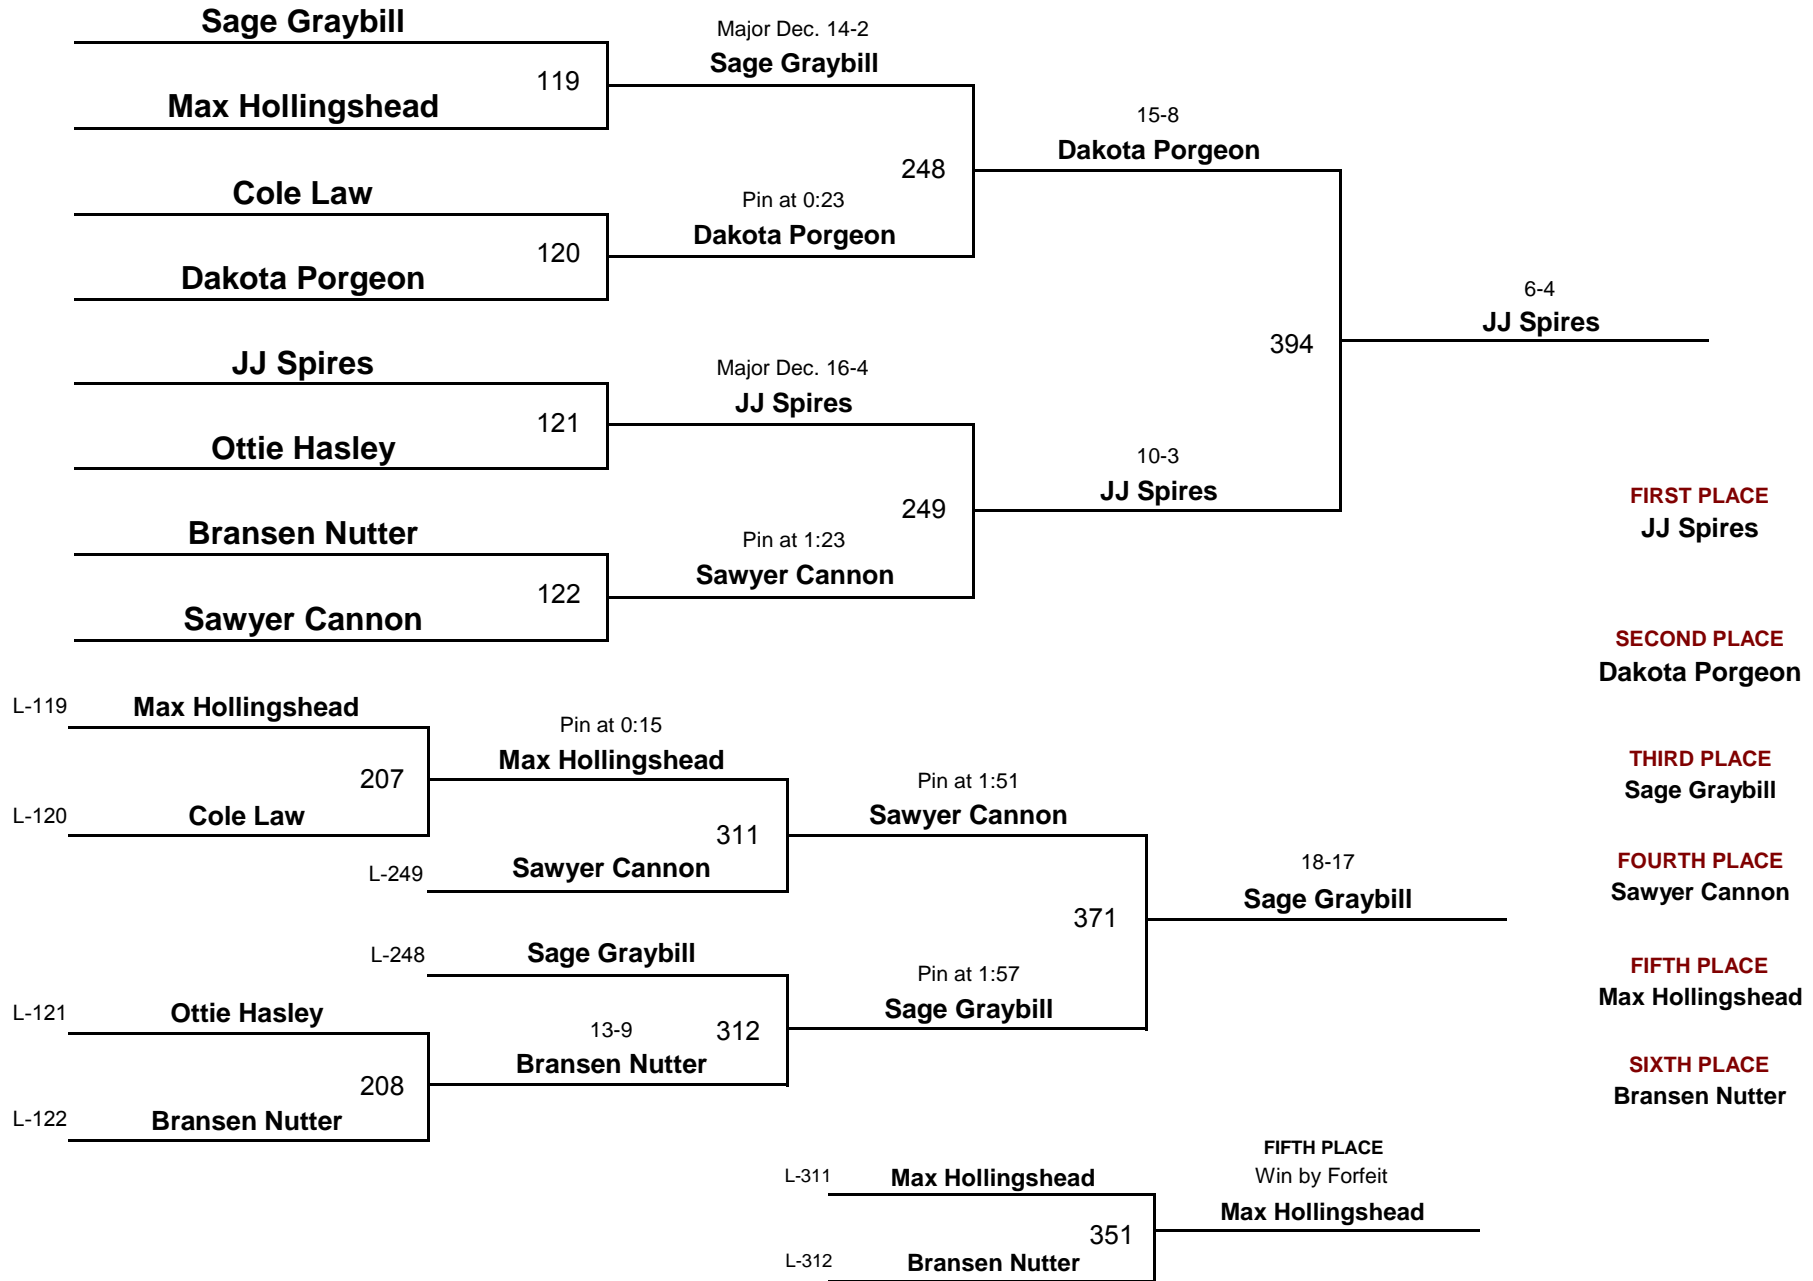 Sage Graybill
Major Dec. 14-2
Sage Graybill
119
Max Hollingshead
15-8
Dakota Porgeon
248
Cole Law
Pin at 0:23
Dakota Porgeon
120
Dakota Porgeon
6-4
JJ Spires
394
JJ Spires
Major Dec. 16-4
JJ Spires
121
Ottie Hasley
10-3
JJ Spires
249
Bransen Nutter
Pin at 1:23
Sawyer Cannon
122
Sawyer Cannon
FIRST PLACE
JJ Spires
SECOND PLACE
Dakota Porgeon
THIRD PLACE
Sage Graybill
FOURTH PLACE
Sawyer Cannon
FIFTH PLACE
Max Hollingshead
SIXTH PLACE
Bransen Nutter
L-119
Max Hollingshead
Pin at 0:15
Max Hollingshead
207
L-120
Cole Law
Pin at 1:51
Sawyer Cannon
311
L-249
Sawyer Cannon
18-17
Sage Graybill
371
L-248
Sage Graybill
Pin at 1:57
Sage Graybill
L-121
Ottie Hasley
13-9
312
Bransen Nutter
208
L-122
Bransen Nutter
FIFTH PLACE
L-311
Max Hollingshead
Win by Forfeit
Max Hollingshead
351
L-312
Bransen Nutter